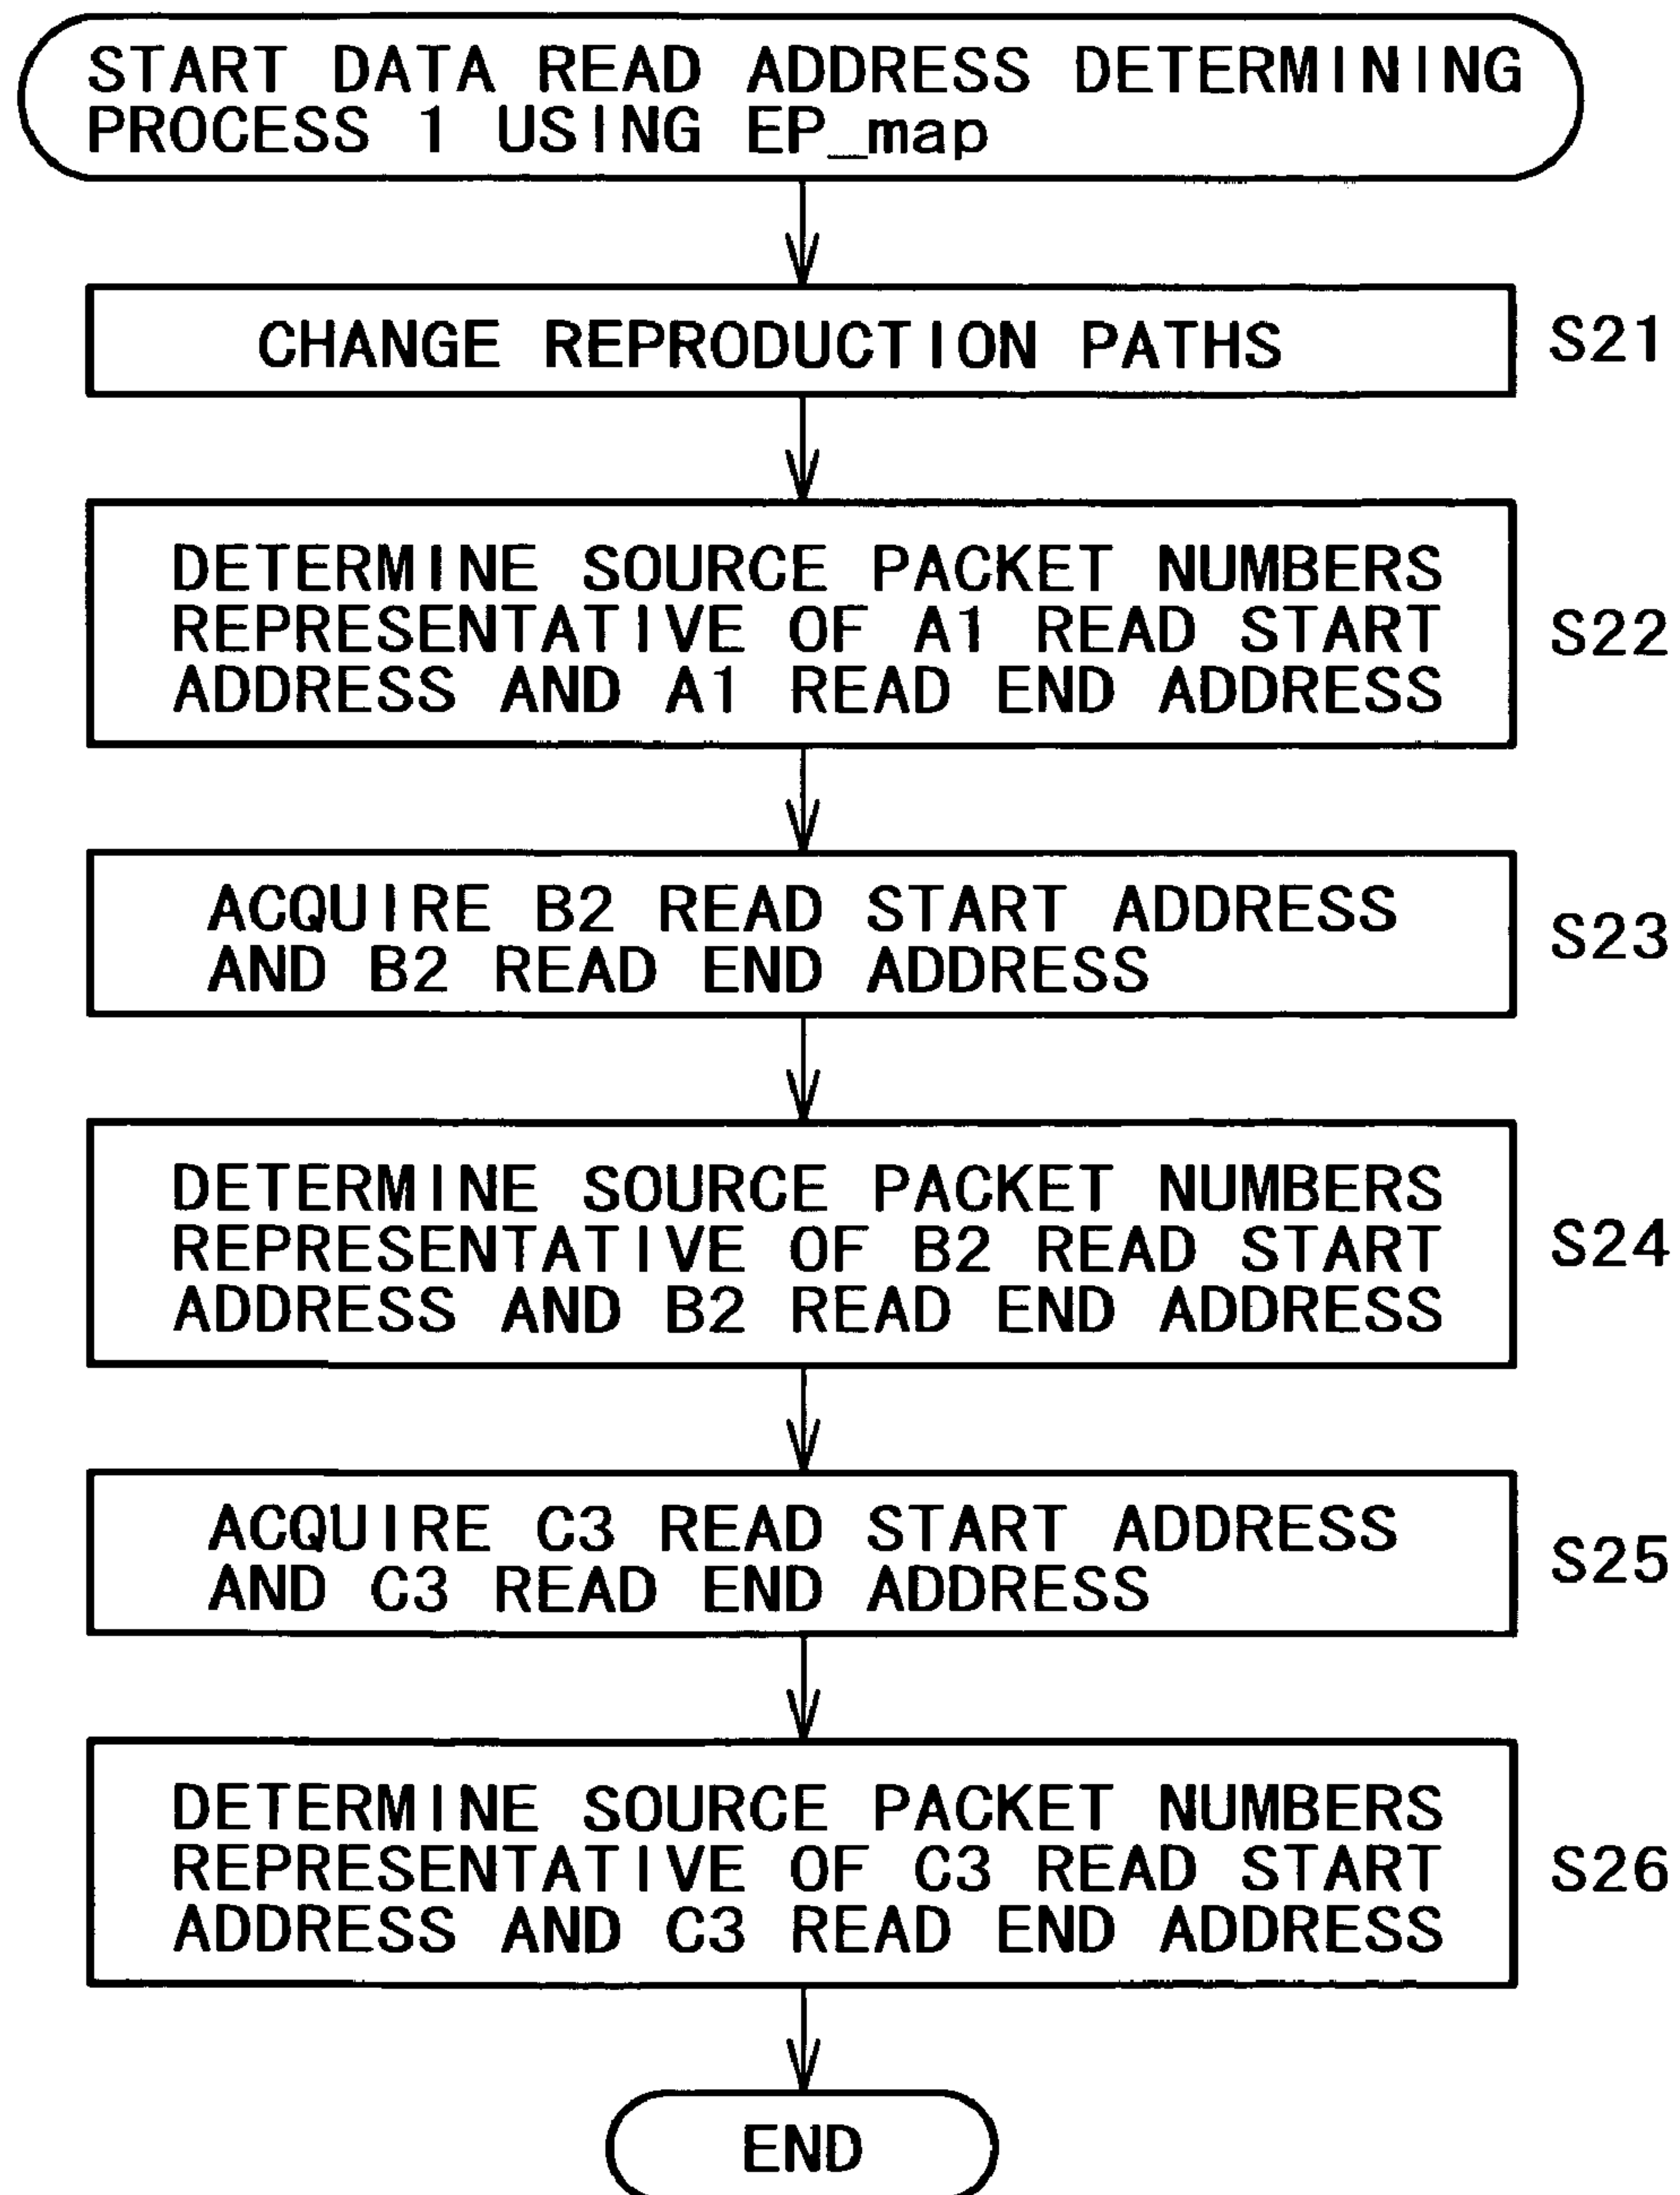 START DATA READ ADDRESS DETERMINING
PROCESS 1 USING EP_map
CHANGE REPRODUCTION PATHS
S21
DETERMINE SOURCE PACKET NUMBERS
REPRESENTATIVE OF A1 READ START
ADDRESS AND A1 READ END ADDRESS
S22
ACQUIRE B2 READ START ADDRESS
AND B2 READ END ADDRESS
S23
DETERMINE SOURCE PACKET NUMBERS
REPRESENTATIVE OF B2 READ START
ADDRESS AND B2 READ END ADDRESS
S24
ACQUIRE C3 READ START ADDRESS
AND C3 READ END ADDRESS
S25
DETERMINE SOURCE PACKET NUMBERS
REPRESENTATIVE OF C3 READ START
ADDRESS AND C3 READ END ADDRESS
S26
END